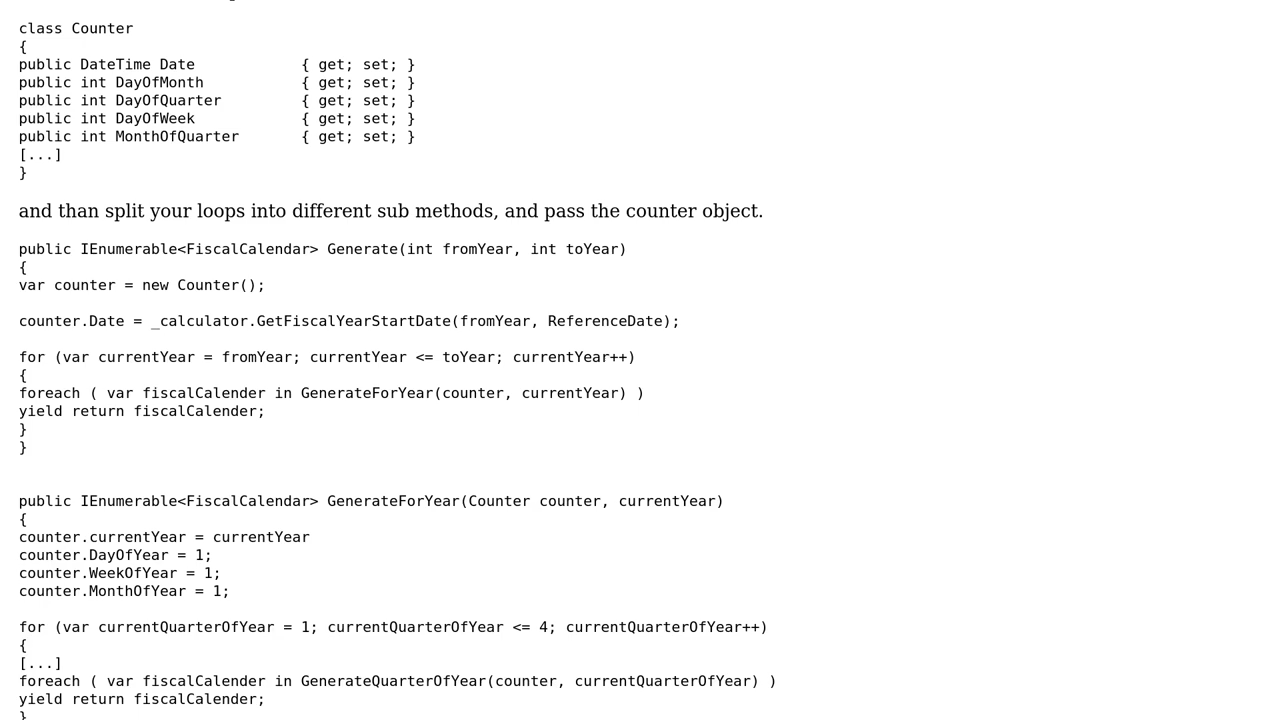 class Counter
{
public DateTime Date            { get; set; }
public int DayOfMonth           { get; set; }
public int DayOfQuarter         { get; set; }
public int DayOfWeek            { get; set; }
public int MonthOfQuarter       { get; set; }
[...]
}
and than split your loops into different sub methods, and pass the counter object.
public IEnumerable<FiscalCalendar> Generate(int fromYear, int toYear)
{
var counter = new Counter();
counter.Date = _calculator.GetFiscalYearStartDate(fromYear, ReferenceDate);
for (var currentYear = fromYear; currentYear <= toYear; currentYear++)
{
foreach ( var fiscalCalender in GenerateForYear(counter, currentYear) )
yield return fiscalCalender;
}
}
public IEnumerable<FiscalCalendar> GenerateForYear(Counter counter, currentYear)
{
counter.currentYear = currentYear
counter.DayOfYear = 1;
counter.WeekOfYear = 1;
counter.MonthOfYear = 1;
for (var currentQuarterOfYear = 1; currentQuarterOfYear <= 4; currentQuarterOfYear++)
{
[...]
foreach ( var fiscalCalender in GenerateQuarterOfYear(counter, currentQuarterOfYear) )
yield return fiscalCalender;
}